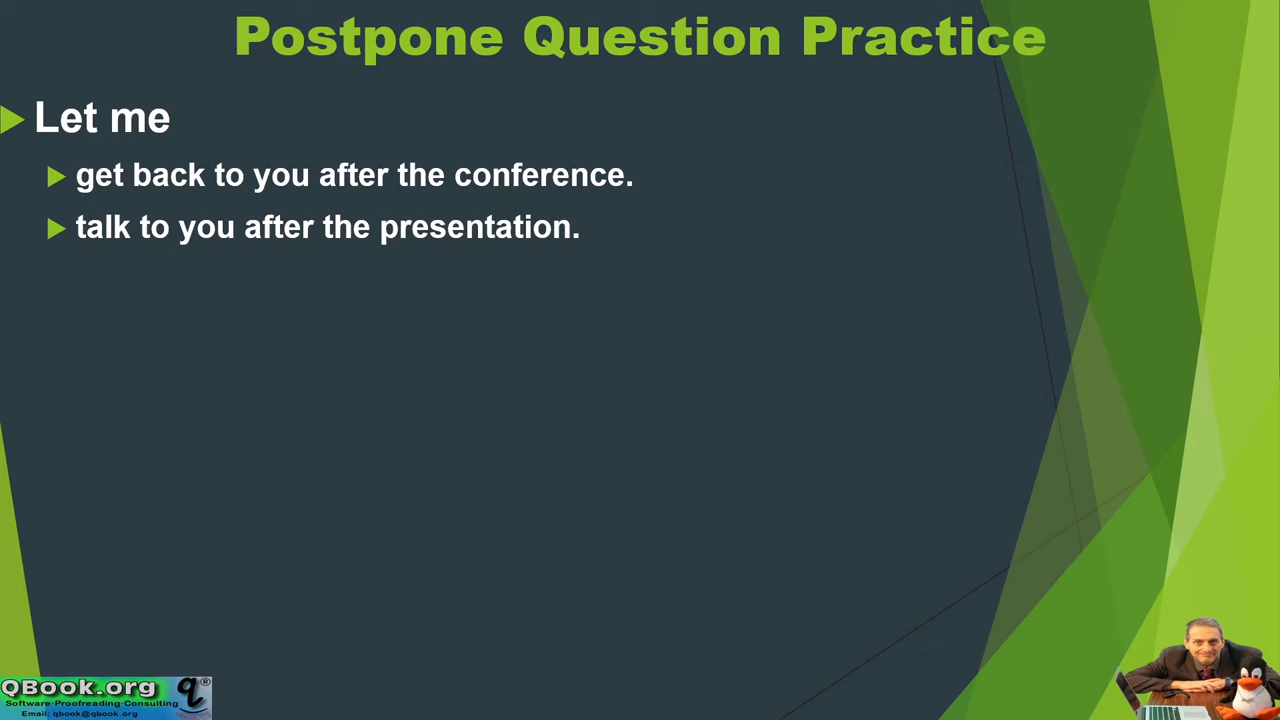 Postpone Question Practice
Let me
get back to you after the conference.
talk to you after the presentation.
QBook.org
q®
Software·Proofreading·Consulting
Email: qbook@qbook.org